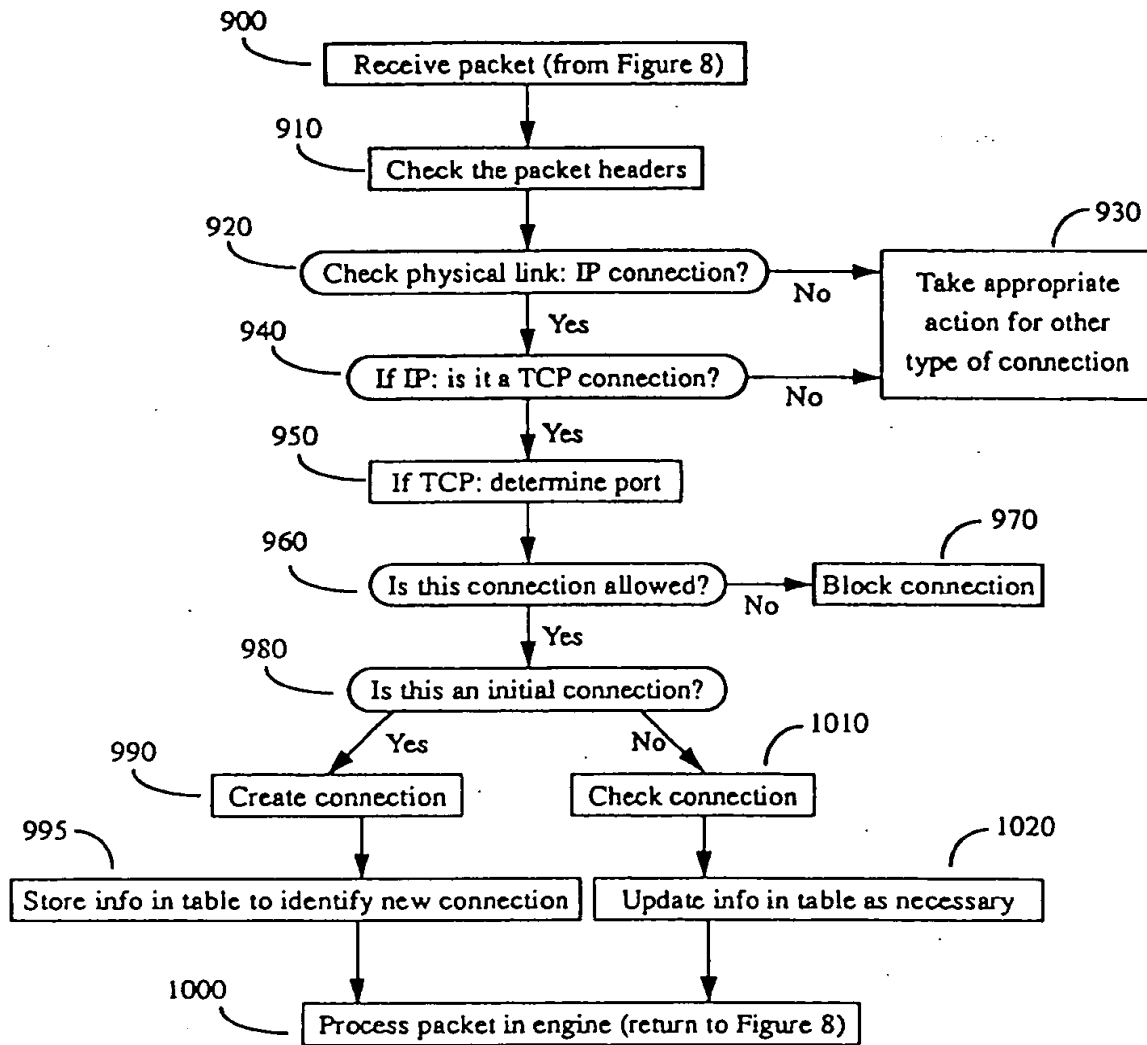 900
Receive packet (from Figure 8)
910
Check the packet headers
920
Check physical link: IP connection?
No
930
Take appropriate
action for other
type of connection
Yes
940
If IP: is it a TCP connection?
No
Yes
950
If TCP: determine port
960
Is this connection allowed?
No
970
Block connection
Yes
980
Is this an initial connection?
Yes
No
990
Create connection
1010
Check connection
995
Store info in table to identify new connection
1020
Update info in table as necessary
1000
Process packet in engine (return to Figure 8)